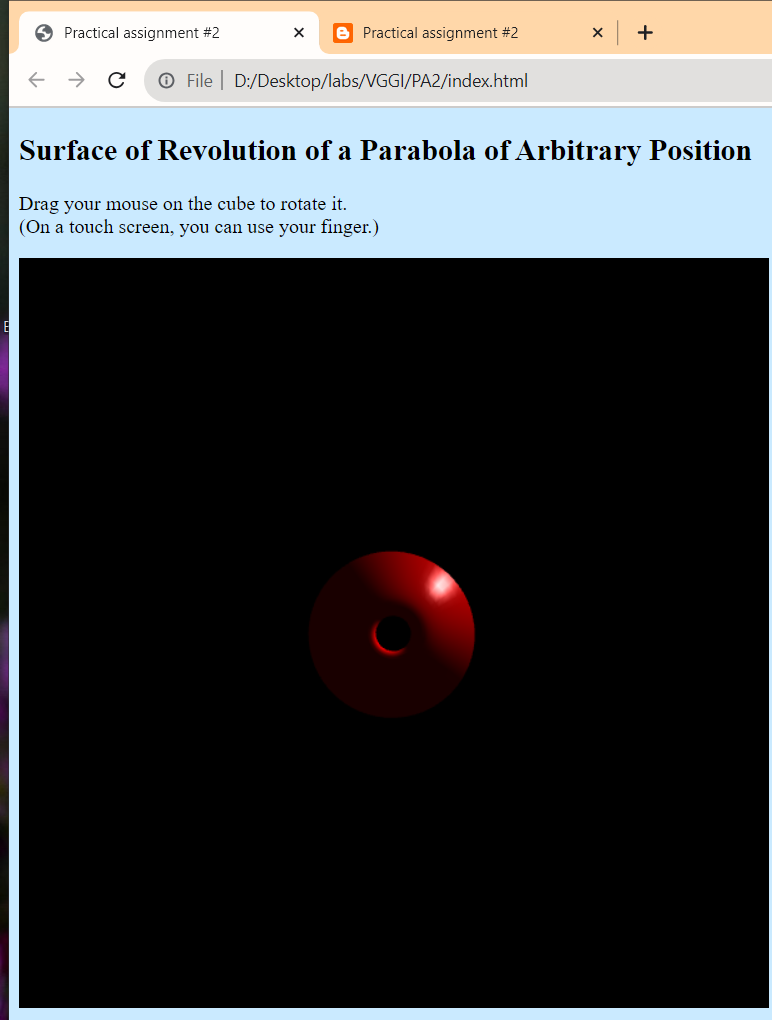 Practical assignment #2
Practical assignment #2
File | D:/Desktop/labs/VGGI/PA2/index.html
Surface of Revolution of a Parabola of Arbitrary Position
Drag your mouse on the cube to rotate it.
(On a touch screen, you can use your finger.)